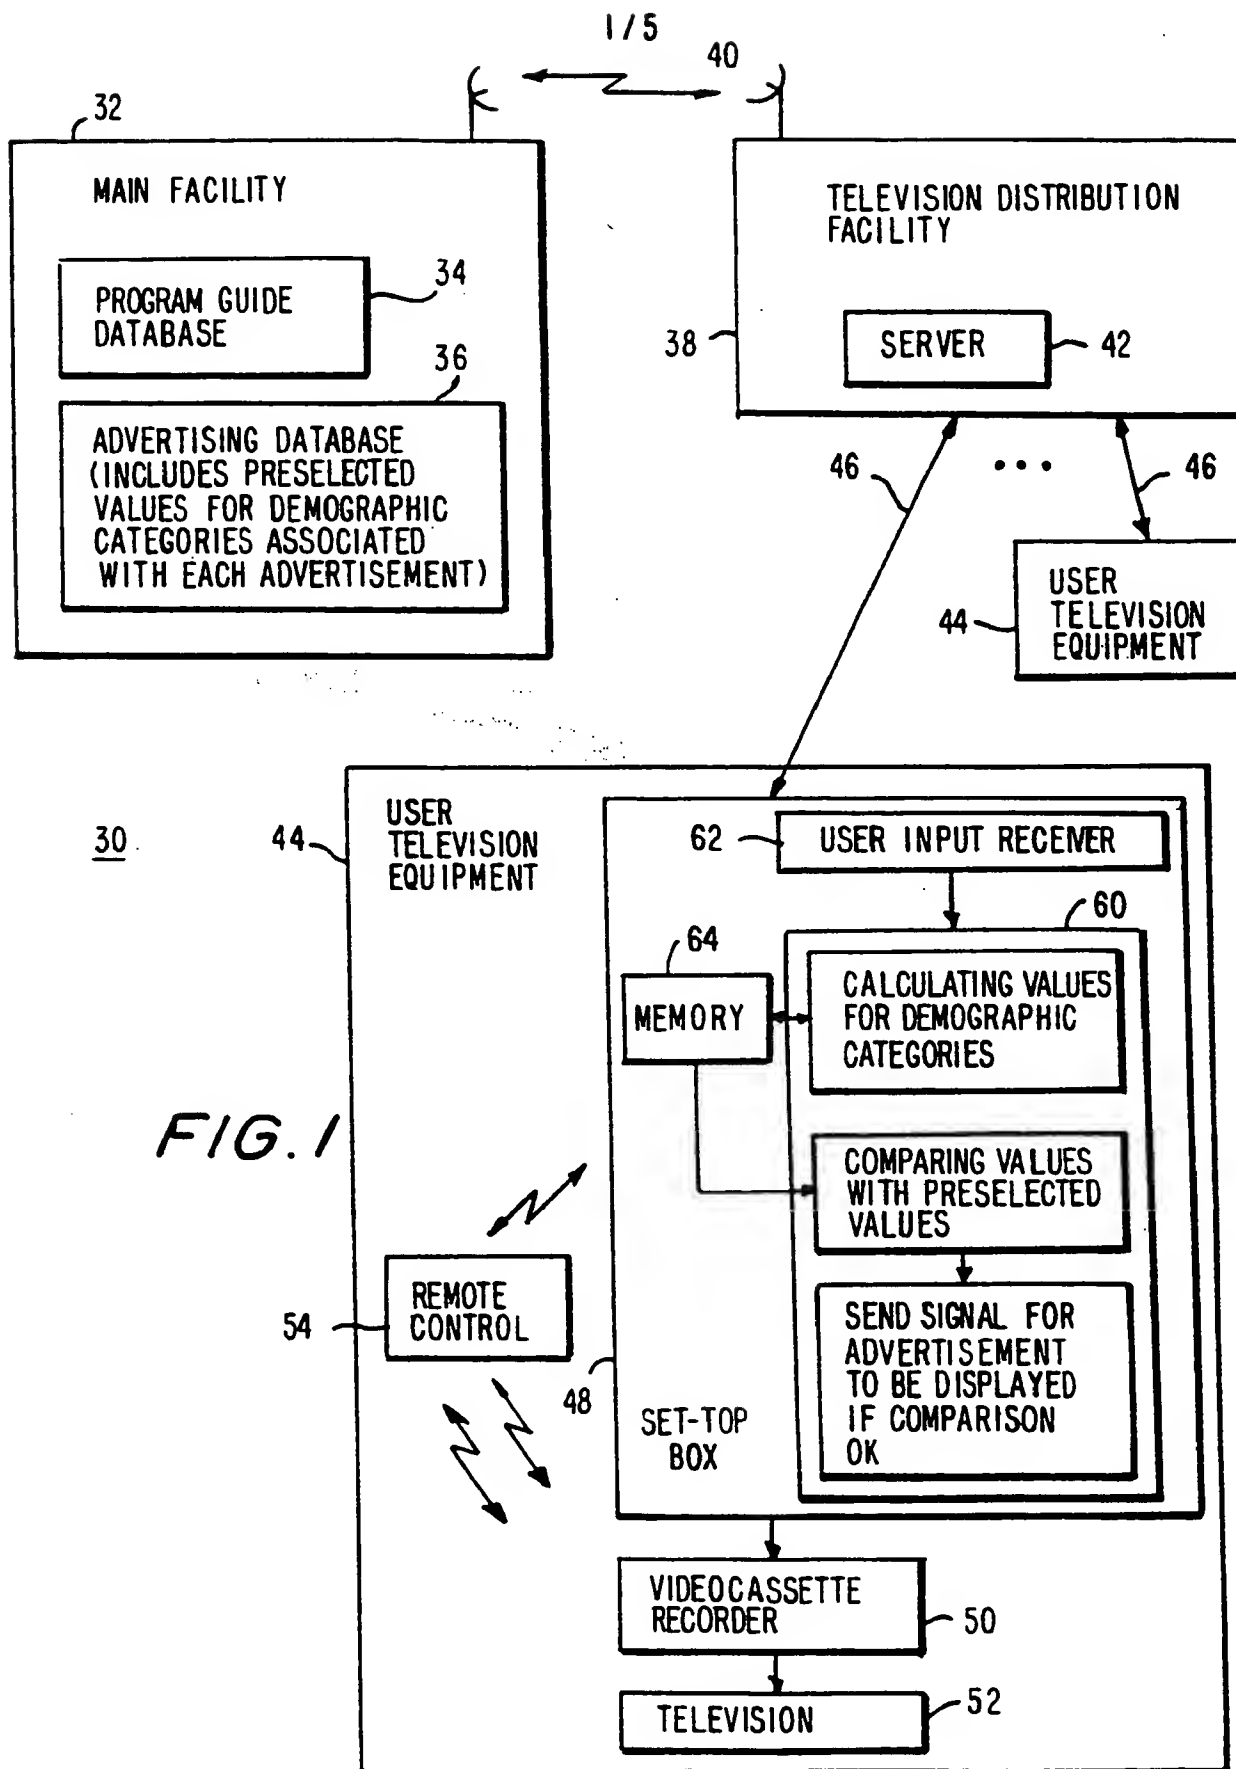 1/5
40
32
MAIN FACILITY
34
PROGRAM GUIDE
DATABASE
36
ADVERTISING DATABASE
(INCLUDES PRESELECTED
VALUES FOR DEMOGRAPHIC
CATEGORIES ASSOCIATED
WITH EACH ADVERTISEMENT)
TELEVISION DISTRIBUTION
FACILITY
38
SERVER
42
46
• • •
46
44
USER
TELEVISION
EQUIPMENT
30
44
USER
TELEVISION
EQUIPMENT
62
USER INPUT RECEIVER
60
64
MEMORY
CALCULATING VALUES
FOR DEMOGRAPHIC
CATEGORIES
FIG. 1
COMPARING VALUES
WITH PRESELECTED
VALUES
54
REMOTE
CONTROL
SEND SIGNAL FOR
ADVERTISEMENT
TO BE DISPLAYED
IF COMPARISON
OK
48
SET-TOP
BOX
VIDEOCASSETTE
RECORDER
50
TELEVISION
52